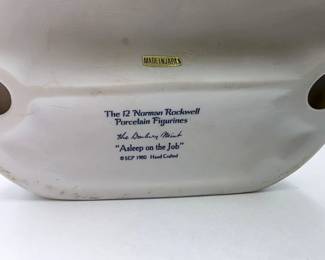 MADE IN JAPAN
The 12 Norman Rockwell
Porcelain Figurines
The Danbury Mint
"Asleep on the Job"
© SEP 1980 Hand Crafted